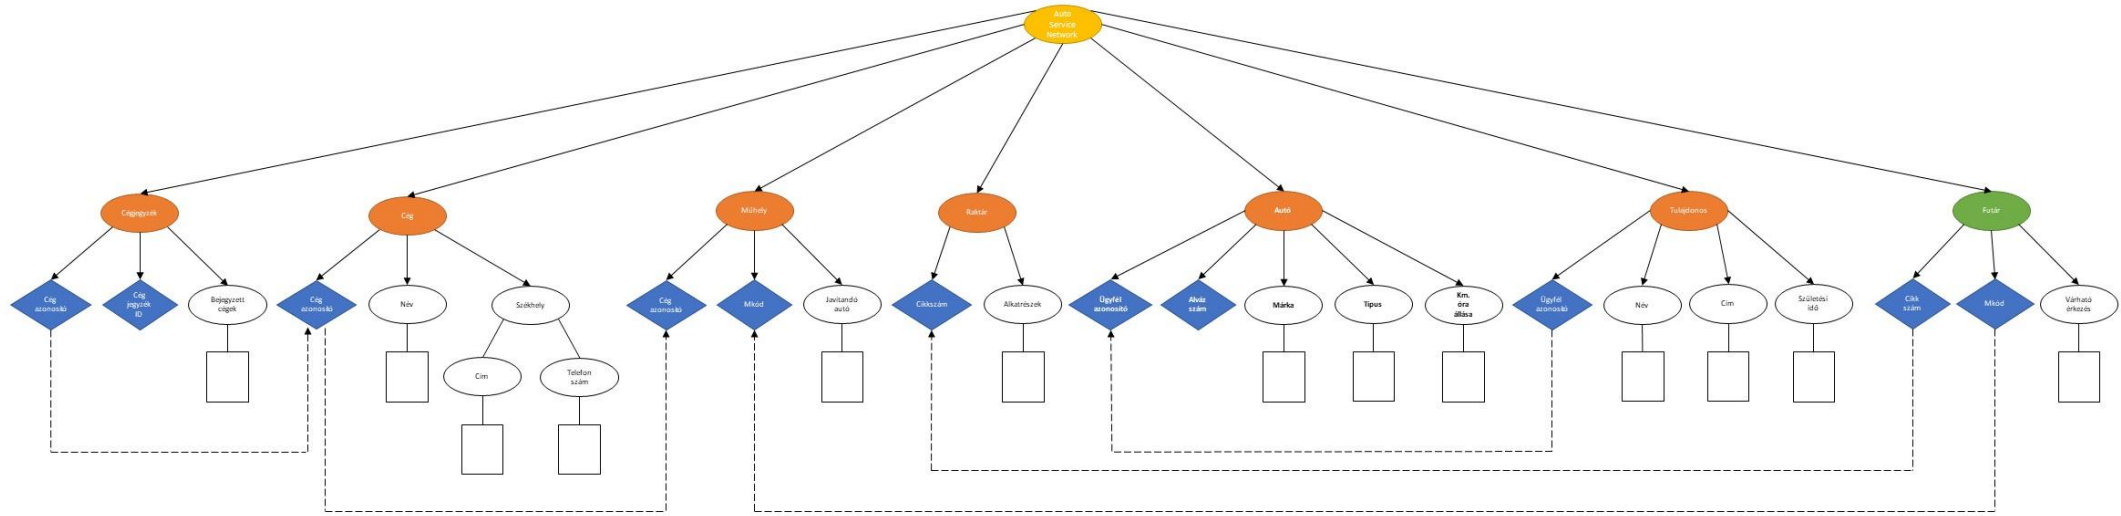 Autó
Service
Network
Cégjegyzék
Cég
Műhely
Raktár
Autó
Tulajdonos
Futár
Cég
azonosító
Cég
jegyzék
ID
Bejegyzett
cégek
Cég
azonosító
Név
Székhely
Cég
azonosító
Mkód
Javítandó
autó
Cikkszám
Alkatrészek
Ügyfél
azonosító
Alváz
szám
Márka
Típus
Km.
óra
állása
Ügyfél
azonosító
Név
Cím
Születési
idő
Cikk
szám
Mkód
Várható
érkezés
Cím
Telefon
szám